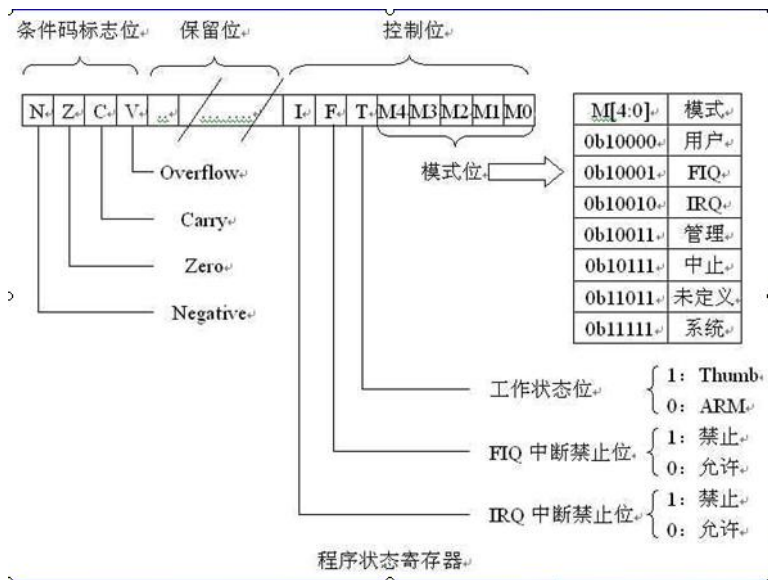 条件码标志位 保留位 控制位
N Z C V .. ........ I F T M4 M3 M2 M1 M0
Overflow
Carry
Zero
Negative
模式位
M[4:0] 模式
0b10000 用户
0b10001 FIQ
0b10010 IRQ
0b10011 管理
0b10111 中止
0b11011 未定义
0b11111 系统
工作状态位
1：Thumb
0：ARM
FIQ 中断禁止位
1：禁止
0：允许
IRQ 中断禁止位
1：禁止
0：允许
程序状态寄存器